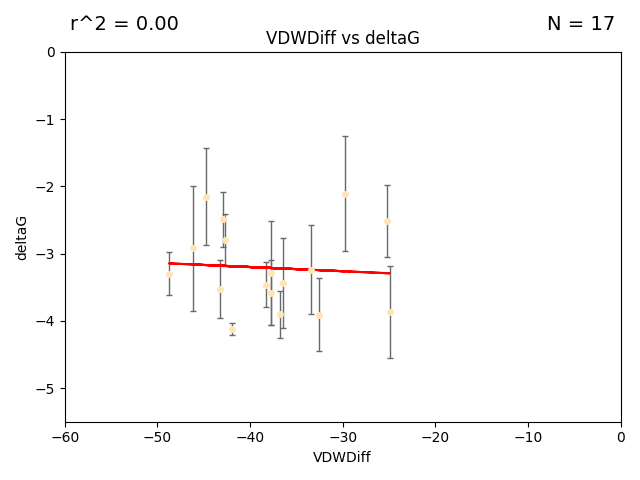 r^2 = 0.00
N = 17
VDWDiff vs deltaG
0
−1
−2
−3
−4
−5
deltaG
−60 −50 −40 −30 −20 −10 0
VDWDiff